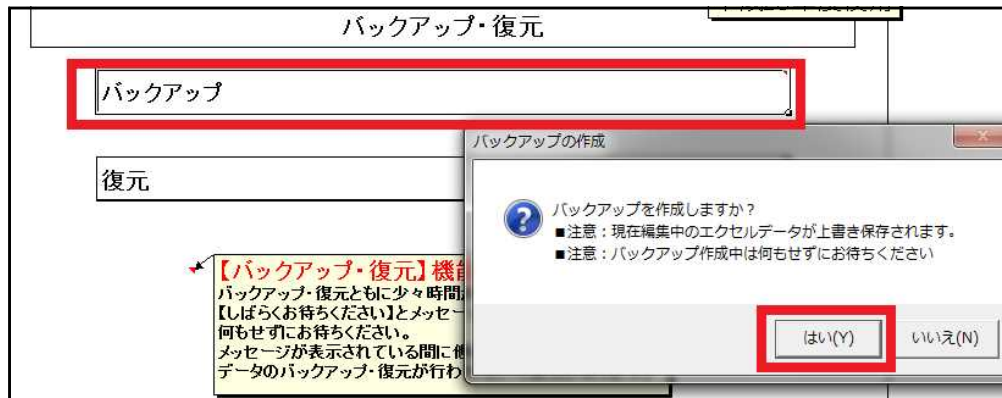 バックアップ・復元
バックアップ
バックアップの作成
復元
バックアップを作成しますか？
■注意：現在編集中のエクセルデータが上書き保存されます。
■注意：バックアップ作成中は何もせずにお待ちください
はい(Y)
いいえ(N)
【バックアップ・復元】機
バックアップ・復元ともに少々時間
【しばらくお待ちください】とメッセー
何もせずにお待ちください。
メッセージが表示されている間に
データのバックアップ・復元が行わ